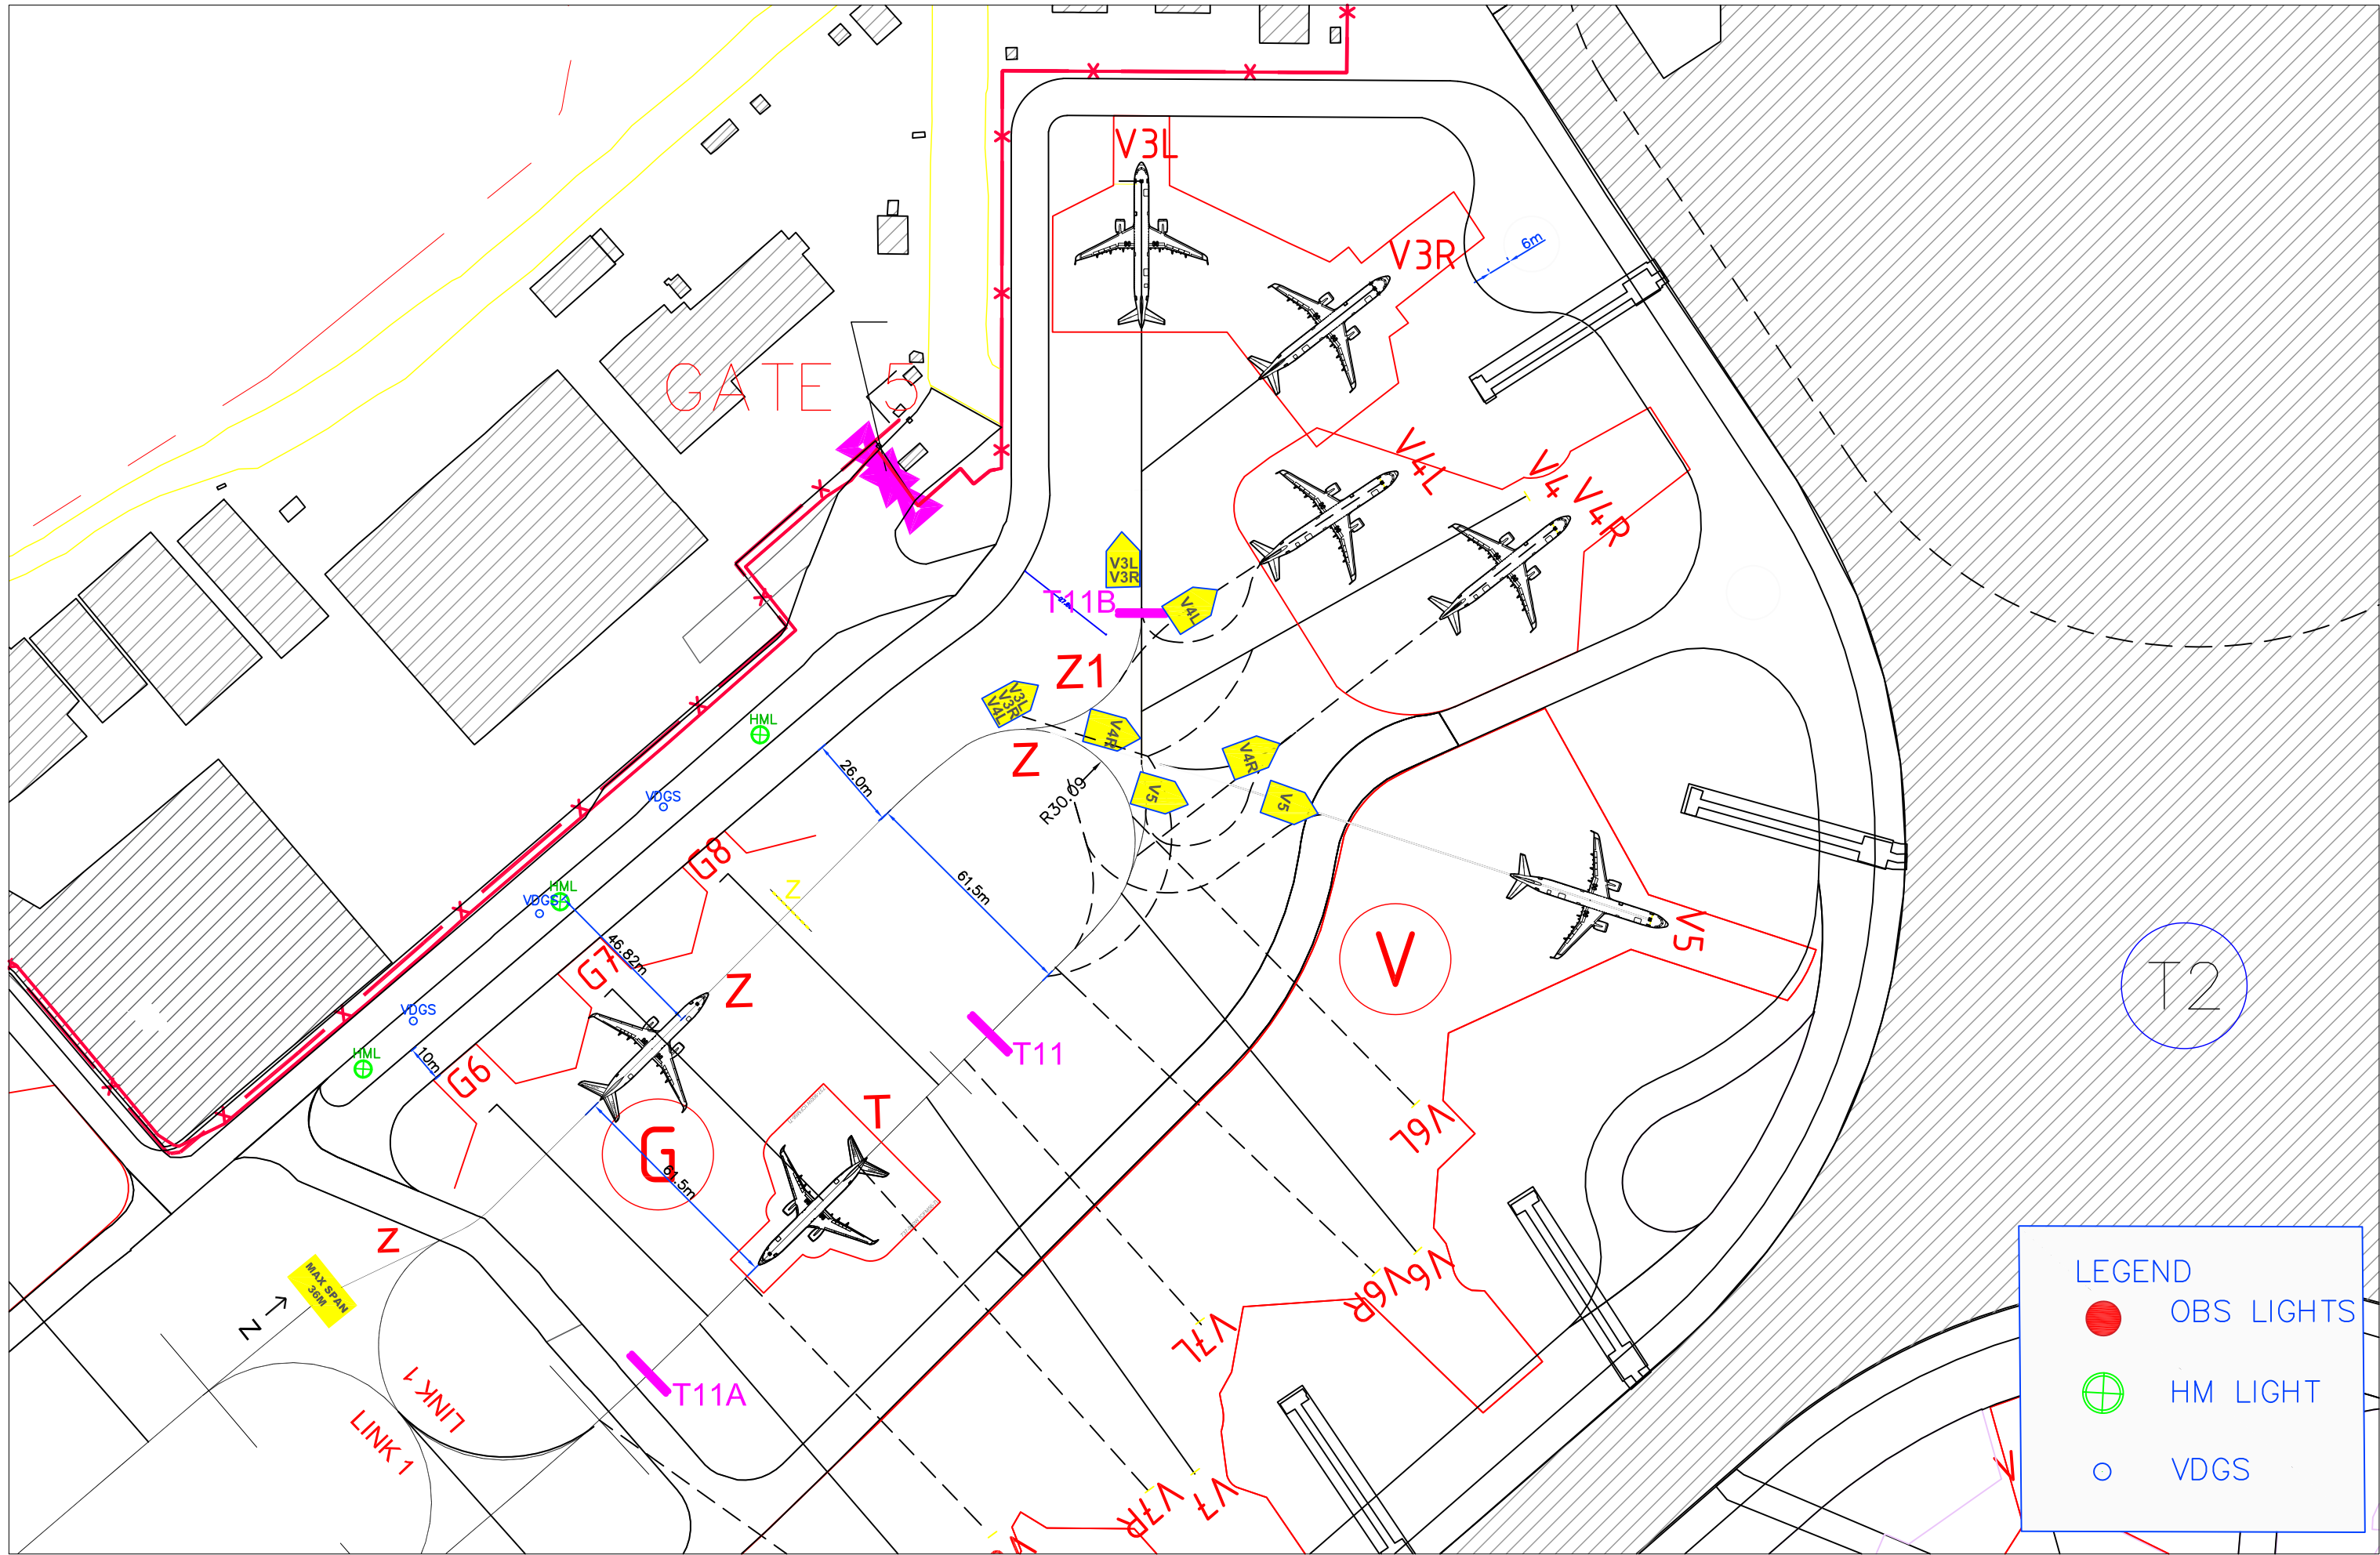 V3L
V3R
6m
GATE 5
V4L
V4
V4R
V3L
V3R
T11B
V4L
Z1
V3L
V3R
V4L
V4R
Z
V4R
V5
V5
R30.09
HML
VDGS
26.0m
61.5m
G8
Z
HML
VDGS
46.82m
G7
Z
V
V5
T2
VDGS
HML
10m
G6
T11
T
G
61.5m
V6L
Z
MAX SPAN
36M
N
V6
V6R
V7L
T11A
LINK 1
LINK 1
V7
V7R
LEGEND
OBS LIGHTS
HM LIGHT
VDGS